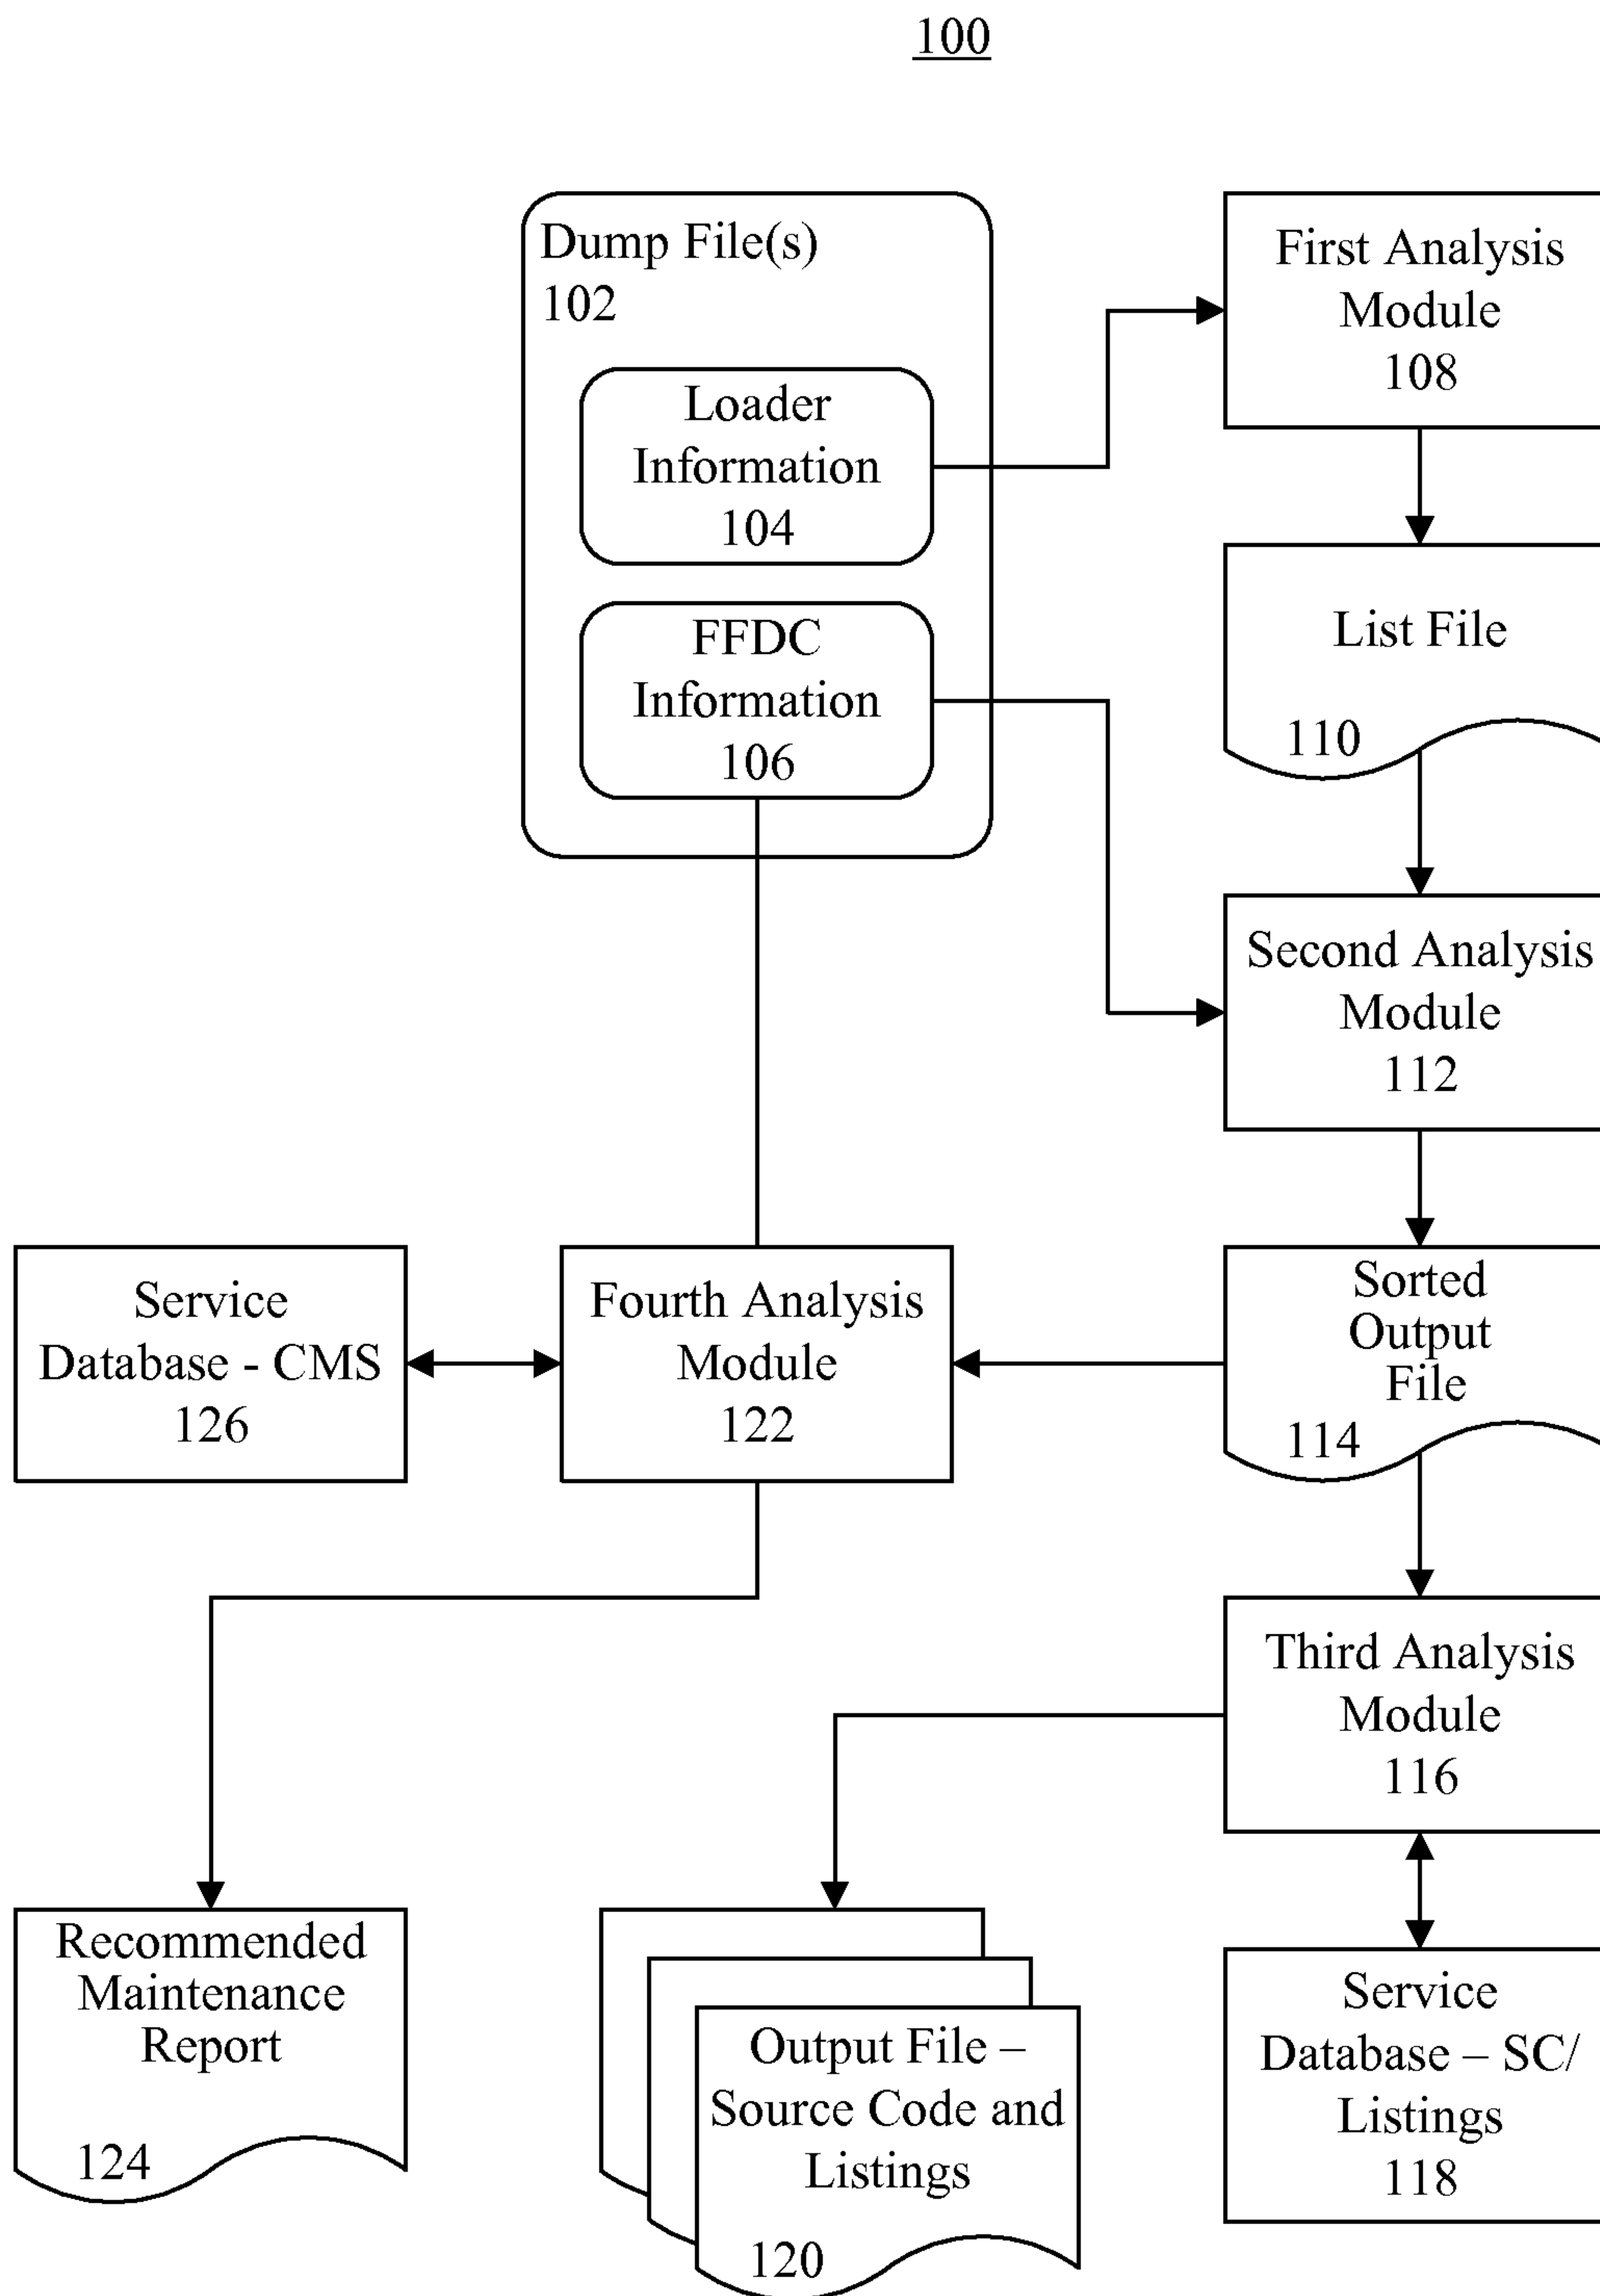 100
Dump File(s)
102
Loader
Information
104
FFDC
Information
106
First Analysis
Module
108
List File
110
Second Analysis
Module
112
Service
Database - CMS
126
Fourth Analysis
Module
122
Sorted
Output
File
114
Third Analysis
Module
116
Recommended
Maintenance
Report
124
Output File –
Source Code and
Listings
120
Service
Database – SC/
Listings
118